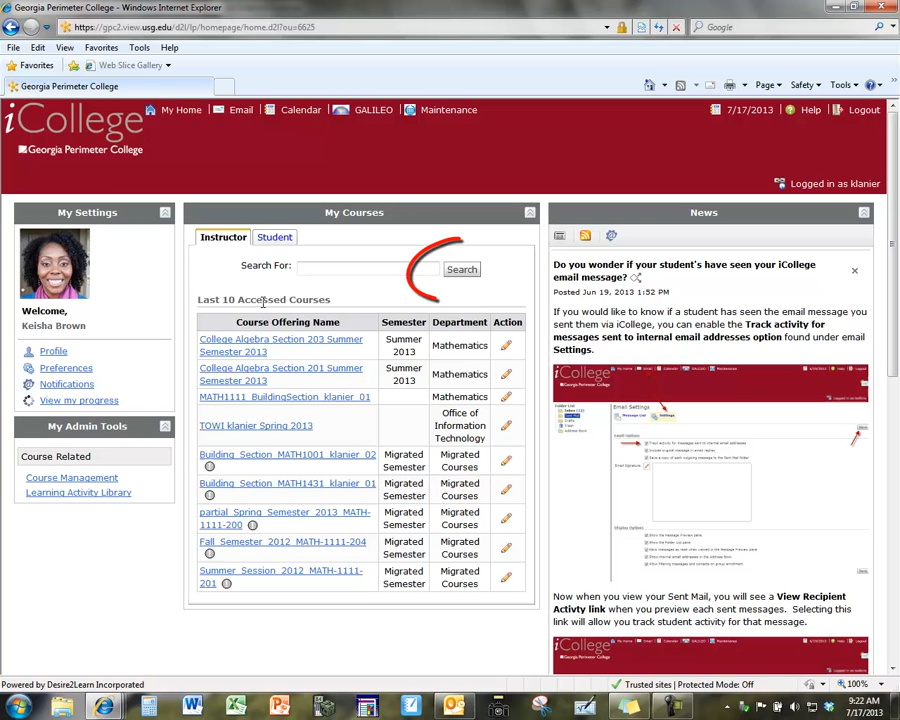 Georgia Perimeter College - Windows Internet Explorer
https://gpc2.view.usg.edu/d2l/lp/homepage/home.d2l?ou=6625
Google
File Edit View Favorites Tools Help
Favorites Web Slice Gallery
Georgia Perimeter College
Page Safety Tools
iCollege
Georgia Perimeter College
My Home Email Calendar GALILEO Maintenance
7/17/2013 Help Logout
Logged in as klanier
My Settings
Welcome,
Keisha Brown
Profile
Preferences
Notifications
View my progress
My Admin Tools
Course Related
Course Management
Learning Activity Library
My Courses
Instructor Student
Search For: Search
Last 10 Accessed Courses
Course Offering Name Semester Department Action
College Algebra Section 203 Summer Semester 2013 Summer 2013 Mathematics
College Algebra Section 201 Summer Semester 2013 Summer 2013 Mathematics
MATH1111_BuildingSection_klanier_01 Mathematics
TOWI klanier Spring 2013 Office of Information Technology
Building_Section_MATH1001_klanier_02 Migrated Semester Migrated Courses
Building_Section_MATH1431_klanier_01 Migrated Semester Migrated Courses
partial_Spring_Semester_2013_MATH-1111-200 Migrated Semester Migrated Courses
Fall_Semester_2012_MATH-1111-204 Migrated Semester Migrated Courses
Summer_Session_2012_MATH-1111-201 Migrated Semester Migrated Courses
News
Do you wonder if your student's have seen your iCollege
email message?
Posted Jun 19, 2013 1:52 PM
If you would like to know if a student has seen the email message you
sent them via iCollege, you can enable the Track activity for
messages sent to internal email addresses option found under email
Settings.
iCollege
Email Settings
Message List Settings
Now when you view your Sent Mail, you will see a View Recipient
Activty link when you preview each sent messages. Selecting this
link will allow you track student activity for that message.
iCollege
Powered by Desire2Learn Incorporated
Trusted sites | Protected Mode: Off
100%
9:22 AM
7/17/2013